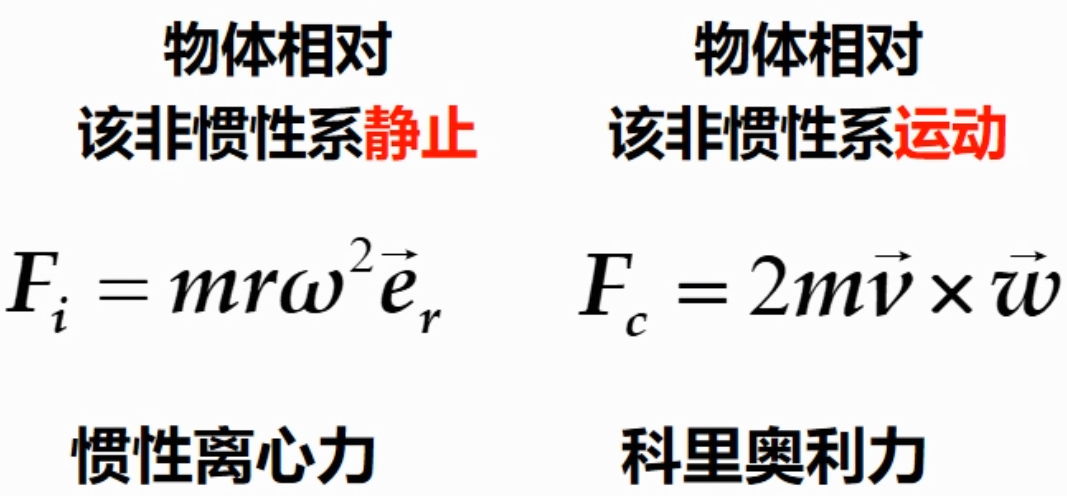 物体相对
该非惯性系静止
F_i = mrω² e⃗_r
惯性离心力
物体相对
该非惯性系运动
F_c = 2mv⃗ × w⃗
科里奥利力